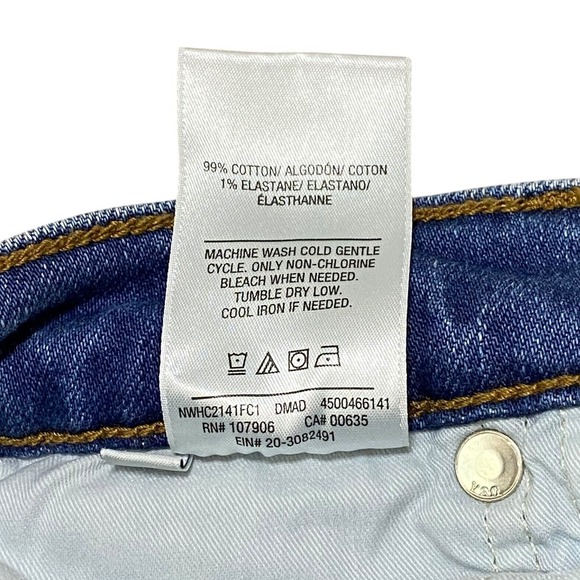 99% COTTON/ ALGODÓN/ COTON
1% ELASTANE/ ELASTANO/
ÉLASTHANNE
MACHINE WASH COLD GENTLE
CYCLE. ONLY NON-CHLORINE
BLEACH WHEN NEEDED.
TUMBLE DRY LOW.
COOL IRON IF NEEDED.
NWHC2141FC1 DMAD 4500466141
RN# 107906 CA# 00635
EIN# 20-3082491